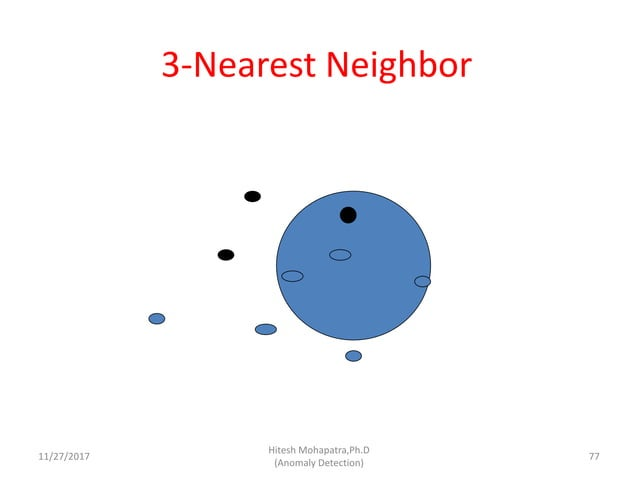 3-Nearest Neighbor
11/27/2017
Hitesh Mohapatra,Ph.D
(Anomaly Detection)
77